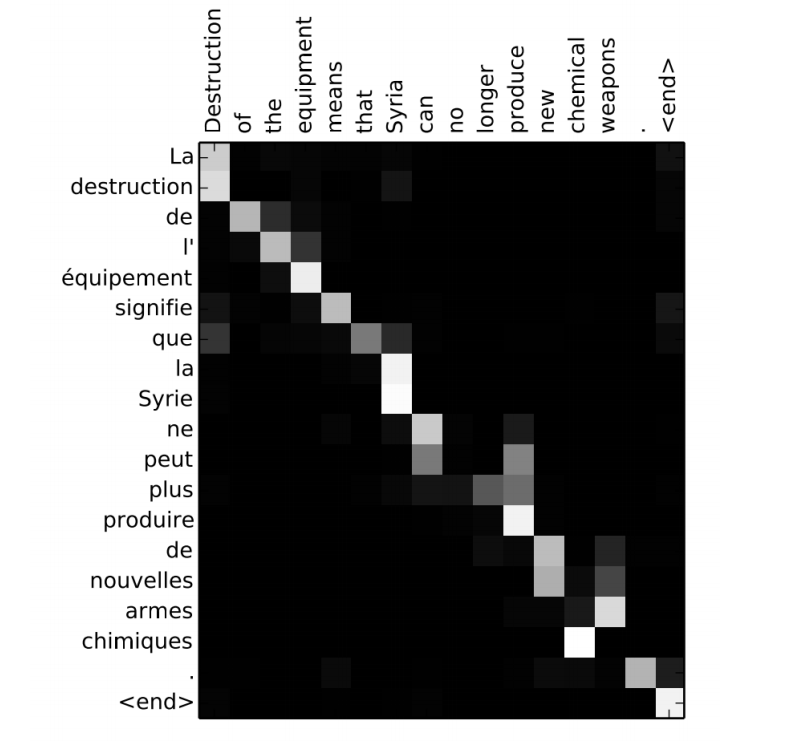 Destruction of the equipment means that Syria can no longer produce new chemical weapons . <end>
La
destruction
de
l'
équipement
signifie
que
la
Syrie
ne
peut
plus
produire
de
nouvelles
armes
chimiques
.
<end>